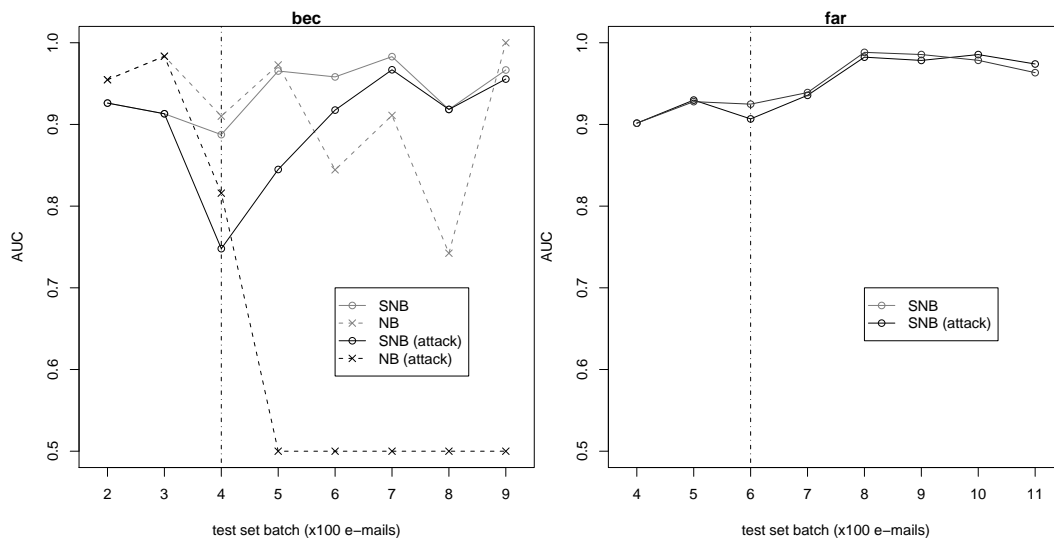 bec
AUC
1.0
0.9
0.8
0.7
0.6
0.5
SNB
NB
SNB (attack)
NB (attack)
2 3 4 5 6 7 8 9
test set batch (x100 e−mails)
far
AUC
1.0
0.9
0.8
0.7
0.6
0.5
SNB
SNB (attack)
4 5 6 7 8 9 10 11
test set batch (x100 e−mails)